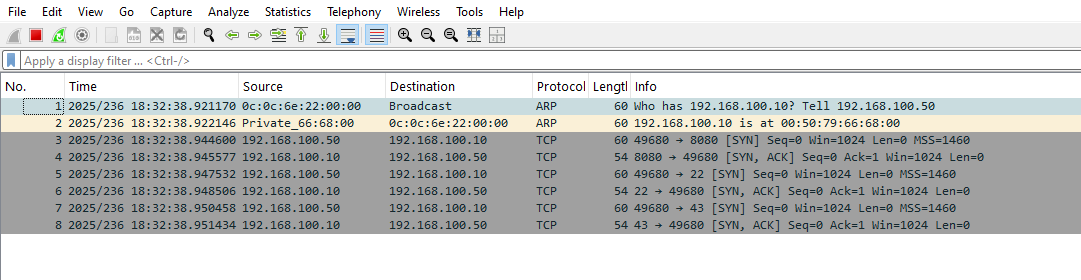 File Edit View Go Capture Analyze Statistics Telephony Wireless Tools Help
Apply a display filter ... <Ctrl-/>
No. Time Source Destination Protocol Lengtl Info
1 2025/236 18:32:38.921170 0c:0c:6e:22:00:00 Broadcast ARP 60 Who has 192.168.100.10? Tell 192.168.100.50
2 2025/236 18:32:38.922146 Private_66:68:00 0c:0c:6e:22:00:00 ARP 60 192.168.100.10 is at 00:50:79:66:68:00
3 2025/236 18:32:38.944600 192.168.100.50 192.168.100.10 TCP 60 49680 → 8080 [SYN] Seq=0 Win=1024 Len=0 MSS=1460
4 2025/236 18:32:38.945577 192.168.100.10 192.168.100.50 TCP 54 8080 → 49680 [SYN, ACK] Seq=0 Ack=1 Win=1024 Len=0
5 2025/236 18:32:38.947532 192.168.100.50 192.168.100.10 TCP 60 49680 → 22 [SYN] Seq=0 Win=1024 Len=0 MSS=1460
6 2025/236 18:32:38.948506 192.168.100.10 192.168.100.50 TCP 54 22 → 49680 [SYN, ACK] Seq=0 Ack=1 Win=1024 Len=0
7 2025/236 18:32:38.950458 192.168.100.50 192.168.100.10 TCP 60 49680 → 43 [SYN] Seq=0 Win=1024 Len=0 MSS=1460
8 2025/236 18:32:38.951434 192.168.100.10 192.168.100.50 TCP 54 43 → 49680 [SYN, ACK] Seq=0 Ack=1 Win=1024 Len=0